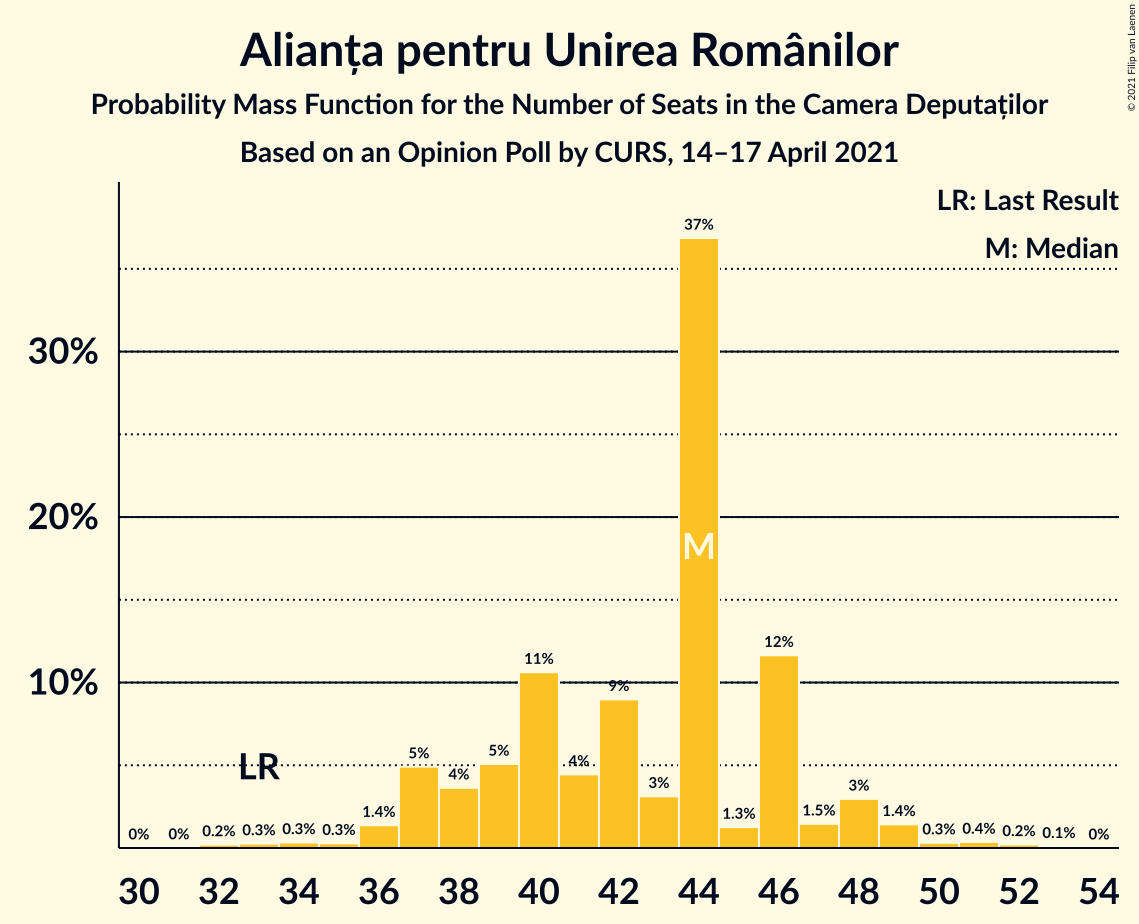 Alianța pentru Unirea Românilor
Probability Mass Function for the Number of Seats in the Camera Deputaților
Based on an Opinion Poll by CURS, 14–17 April 2021
© 2021 Filip van Laenen
LR: Last Result
M: Median
30%
20%
10%
0% 0% 0.2% 0.3% 0.3% 0.3% 1.4% 5% 4% 5% 11% 4% 9% 3% 37% 1.3% 12% 1.5% 3% 1.4% 0.3% 0.4% 0.2% 0.1% 0%
LR
M
30 32 34 36 38 40 42 44 46 48 50 52 54